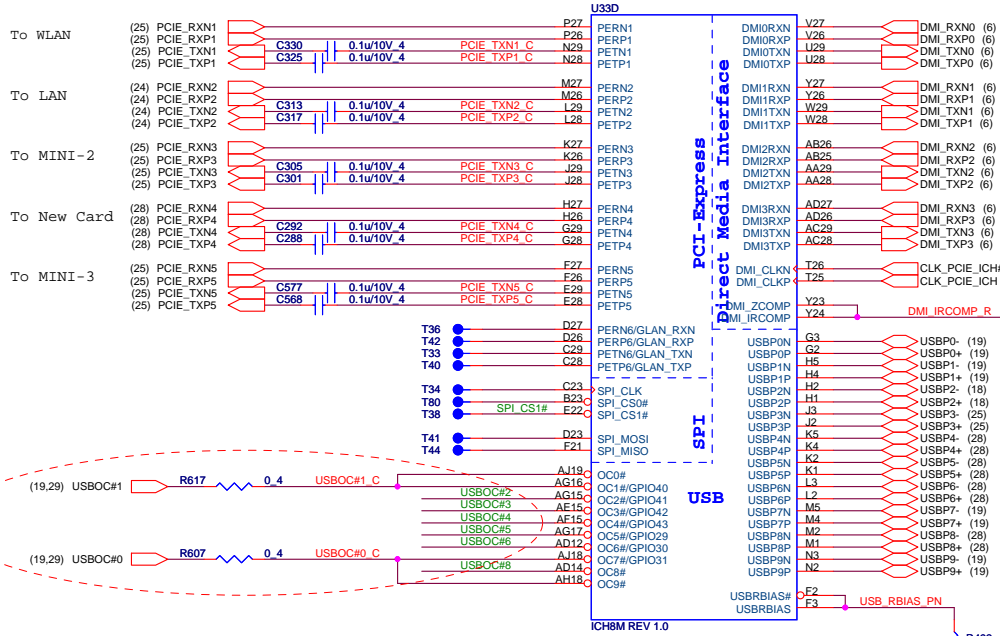 U33D
To WLAN
(25) PCIE_RXN1 P27 PERN1
(25) PCIE_RXP1 P26 PERP1
(25) PCIE_TXN1 C330 0.1u/10V_4 PCIE_TXN1_C N29 PETN1
(25) PCIE_TXP1 C325 0.1u/10V_4 PCIE_TXP1_C N28 PETP1
To LAN
(24) PCIE_RXN2 M27 PERN2
(24) PCIE_RXP2 M26 PERP2
(24) PCIE_TXN2 C313 0.1u/10V_4 PCIE_TXN2_C L29 PETN2
(24) PCIE_TXP2 C317 0.1u/10V_4 PCIE_TXP2_C L28 PETP2
To MINI-2
(25) PCIE_RXN3 K27 PERN3
(25) PCIE_RXP3 K26 PERP3
(25) PCIE_TXN3 C305 0.1u/10V_4 PCIE_TXN3_C J29 PETN3
(25) PCIE_TXP3 C301 0.1u/10V_4 PCIE_TXP3_C J28 PETP3
To New Card
(28) PCIE_RXN4 H27 PERN4
(28) PCIE_RXP4 H26 PERP4
(28) PCIE_TXN4 C292 0.1u/10V_4 PCIE_TXN4_C G29 PETN4
(28) PCIE_TXP4 C288 0.1u/10V_4 PCIE_TXP4_C G28 PETP4
To MINI-3
(25) PCIE_RXN5 F27 PERN5
(25) PCIE_RXP5 F26 PERP5
(25) PCIE_TXN5 C577 0.1u/10V_4 PCIE_TXN5_C E29 PETN5
(25) PCIE_TXP5 C568 0.1u/10V_4 PCIE_TXP5_C E28 PETP5
T36 D27 PERN6/GLAN_RXN
T42 D26 PERP6/GLAN_RXP
T33 C29 PETN6/GLAN_TXN
T40 C28 PETP6/GLAN_TXP
T34 C23 SPI_CLK
T80 B23 SPI_CS0#
T38 SPI_CS1# E22 SPI_CS1#
T41 D23 SPI_MOSI
T44 F21 SPI_MISO
AJ19 OC0#
(19,29) USBOC#1 R617 0_4 USBOC#1_C AG16 OC1#/GPIO40
USBOC#2 AG15 OC2#/GPIO41
USBOC#3 AE15 OC3#/GPIO42
USBOC#4 AF15 OC4#/GPIO43
USBOC#5 AG17 OC5#/GPIO29
USBOC#6 AD12 OC6#/GPIO30
(19,29) USBOC#0 R607 0_4 USBOC#0_C AJ18 OC7#/GPIO31
USBOC#8 AD14 OC8#
AH18 OC9#
PCI-Express
Direct Media Interface
SPI
USB
DMI0RXN V27 DMI_RXN0 (6)
DMI0RXP V26 DMI_RXP0 (6)
DMI0TXN U29 DMI_TXN0 (6)
DMI0TXP U28 DMI_TXP0 (6)
DMI1RXN Y27 DMI_RXN1 (6)
DMI1RXP Y26 DMI_RXP1 (6)
DMI1TXN W29 DMI_TXN1 (6)
DMI1TXP W28 DMI_TXP1 (6)
DMI2RXN AB26 DMI_RXN2 (6)
DMI2RXP AB25 DMI_RXP2 (6)
DMI2TXN AA29 DMI_TXN2 (6)
DMI2TXP AA28 DMI_TXP2 (6)
DMI3RXN AD27 DMI_RXN3 (6)
DMI3RXP AD26 DMI_RXP3 (6)
DMI3TXN AC29 DMI_TXN3 (6)
DMI3TXP AC28 DMI_TXP3 (6)
DMI_CLKN T26 CLK_PCIE_ICH#
DMI_CLKP T25 CLK_PCIE_ICH
DMI_ZCOMP Y23
DMI_IRCOMP Y24 DMI_IRCOMP_R
USBP0N G3 USBP0- (19)
USBP0P G2 USBP0+ (19)
USBP1N H5 USBP1- (19)
USBP1P H4 USBP1+ (19)
USBP2N H2 USBP2- (18)
USBP2P H1 USBP2+ (18)
USBP3N J3 USBP3- (25)
USBP3P J2 USBP3+ (25)
USBP4N K5 USBP4- (28)
USBP4P K4 USBP4+ (28)
USBP5N K2 USBP5- (28)
USBP5P K1 USBP5+ (28)
USBP6N L3 USBP6- (28)
USBP6P L2 USBP6+ (28)
USBP7N M5 USBP7- (19)
USBP7P M4 USBP7+ (19)
USBP8N M2 USBP8- (28)
USBP8P M1 USBP8+ (28)
USBP9N N3 USBP9- (19)
USBP9P N2 USBP9+ (19)
USBRBIAS# F2
USBRBIAS F3 USB_RBIAS_PN
ICH8M REV 1.0